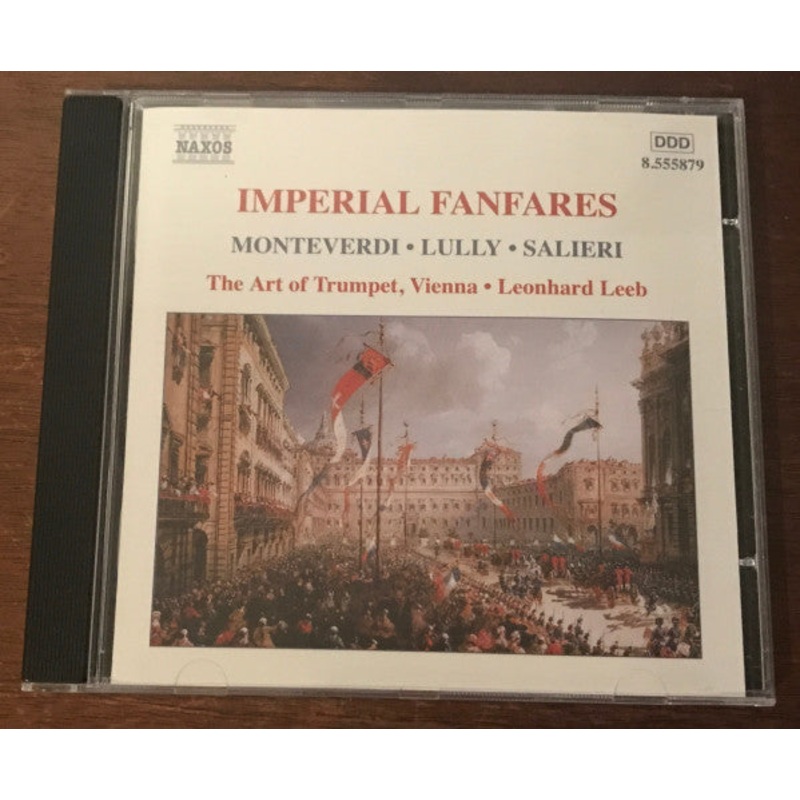 NAXOS
DDD
8.555879
IMPERIAL FANFARES
MONTEVERDI • LULLY • SALIERI
The Art of Trumpet, Vienna • Leonhard Leeb